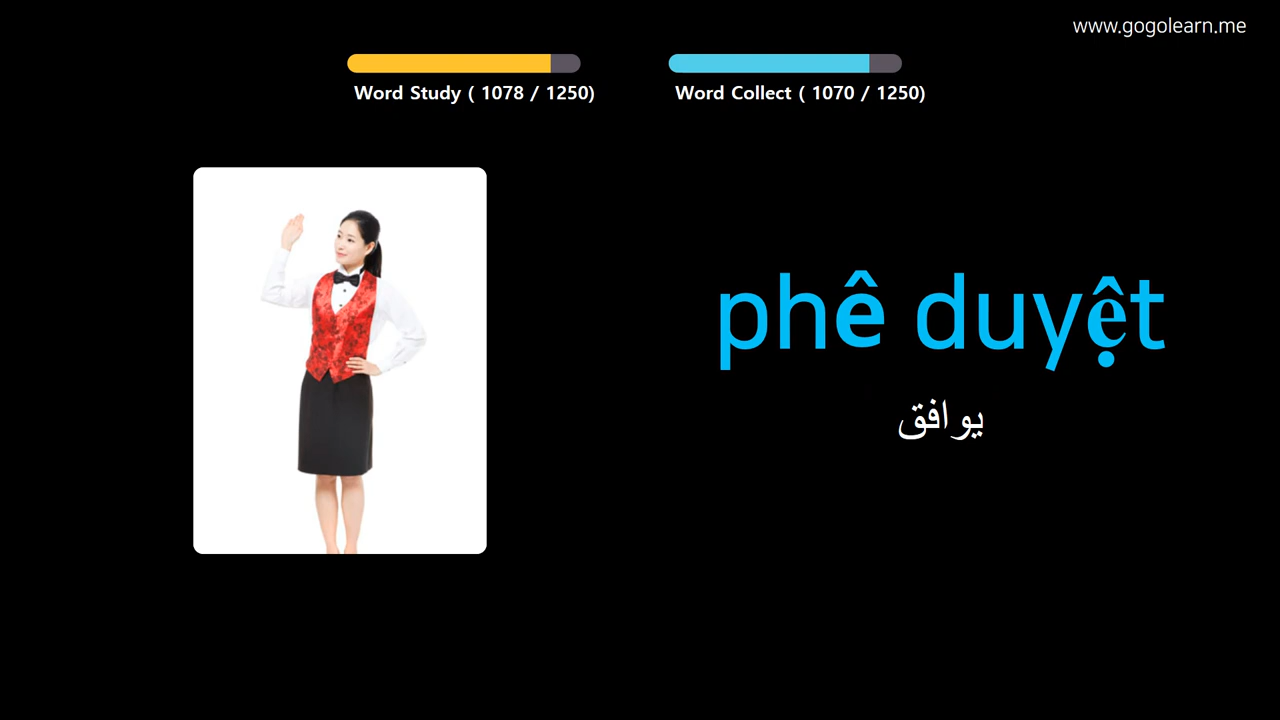 www.gogolearn.me
Word Study ( 1078 / 1250)
Word Collect ( 1070 / 1250)
phê duyệt
يوافق